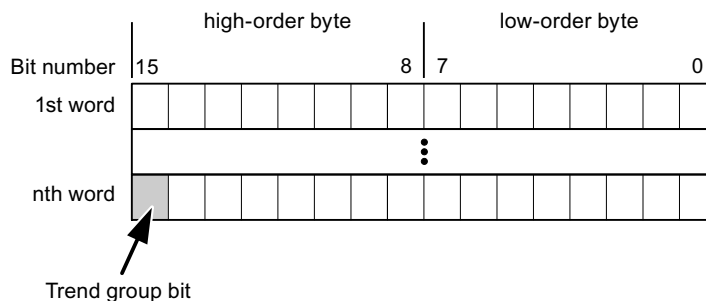 high-order byte low-order byte
Bit number 15 8 7 0
1st word
nth word
Trend group bit